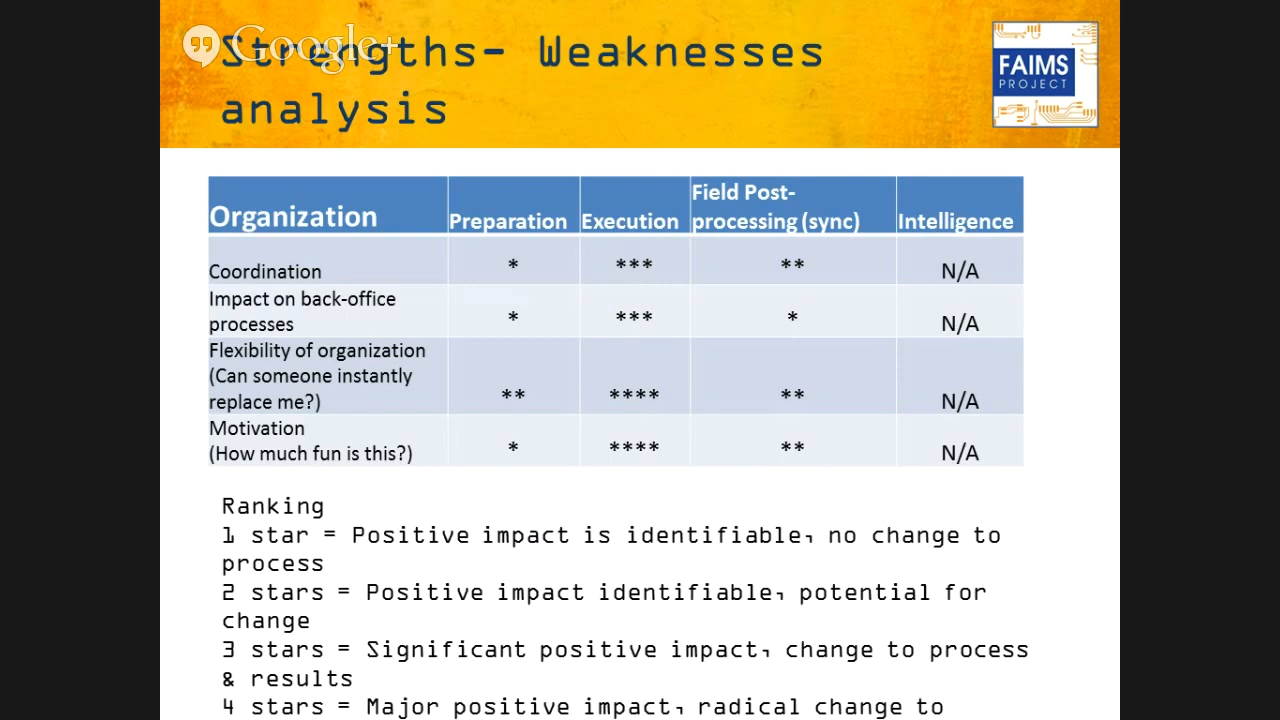 Google+
Strengths- Weaknesses
analysis
FAIMS
PROJECT
Organization Preparation Execution Field Post-
processing (sync) Intelligence
Coordination * *** ** N/A
Impact on back-office
processes * *** * N/A
Flexibility of organization
(Can someone instantly
replace me?) ** **** ** N/A
Motivation
(How much fun is this?) * **** ** N/A
Ranking
1 star = Positive impact is identifiable, no change to
process
2 stars = Positive impact identifiable, potential for
change
3 stars = Significant positive impact, change to process
& results
4 stars = Major positive impact, radical change to